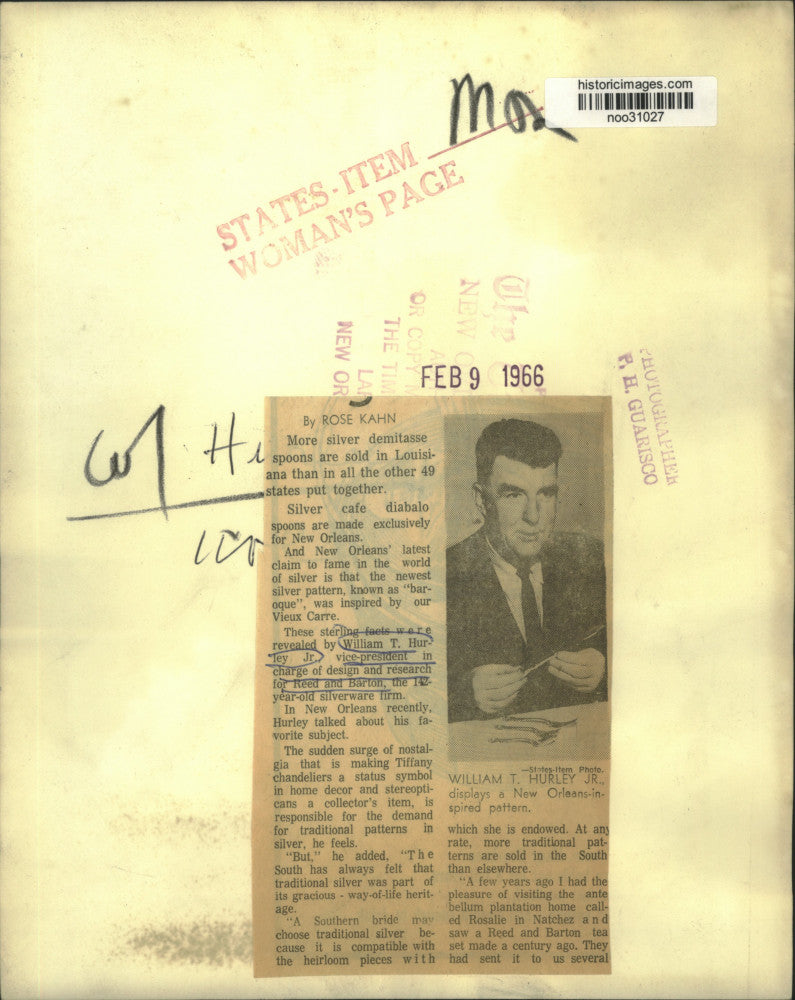 historicimages.com
noo31027
STATES-ITEM
WOMAN'S PAGE
The
NEW
OR COPY
THE TIM
LA
NEW OR
FEB 9 1966
PHOTOGRAPHER
P. H. GUARISCO
w/
By ROSE KAHN
More silver demitasse
spoons are sold in Louisi-
ana than in all the other 49
states put together.
Silver cafe diabalo
spoons are made exclusively
for New Orleans.
And New Orleans' latest
claim to fame in the world
of silver is that the newest
silver pattern, known as "bar-
oque", was inspired by our
Vieux Carre.
These sterling facts were
revealed by William T. Hur-
ley Jr., vice-president in
charge of design and research
for Reed and Barton, the 142-
year-old silverware firm.
In New Orleans recently,
Hurley talked about his fa-
vorite subject.
The sudden surge of nostal-
gia that is making Tiffany
chandeliers a status symbol
in home decor and stereopti-
cans a collector's item, is
responsible for the demand
for traditional patterns in
silver, he feels.
"But," he added, "The
South has always felt that
traditional silver was part of
its gracious - way-of-life herit-
age.
"A Southern bride may
choose traditional silver be-
cause it is compatible with
the heirloom pieces with
—States-Item Photo.
WILLIAM T. HURLEY JR.,
displays a New Orleans-in-
spired pattern.
which she is endowed. At any
rate, more traditional pat-
terns are sold in the South
than elsewhere.
"A few years ago I had the
pleasure of visiting the ante
bellum plantation home call-
ed Rosalie in Natchez and
saw a Reed and Barton tea
set made a century ago. They
had sent it to us several